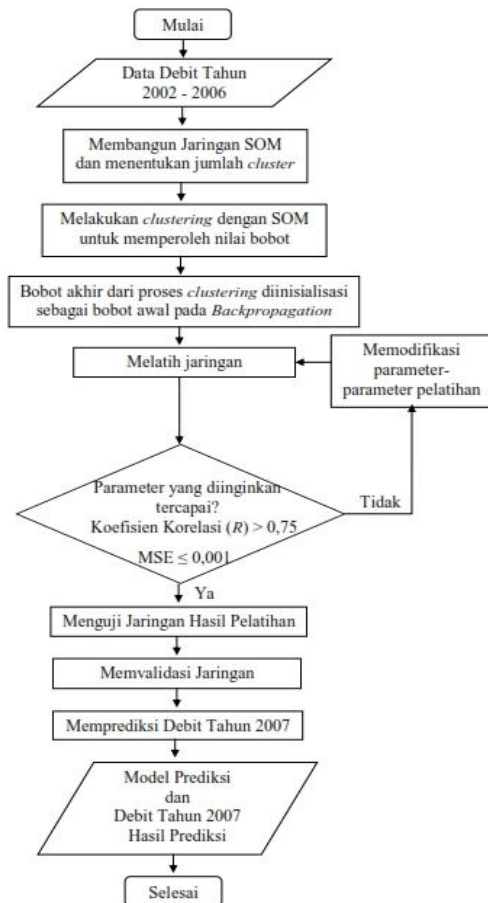 Mulai
Data Debit Tahun
2002 - 2006
Membangun Jaringan SOM
dan menentukan jumlah cluster
Melakukan clustering dengan SOM
untuk memperoleh nilai bobot
Bobot akhir dari proses clustering diinisialisasi
sebagai bobot awal pada Backpropagation
Melatih jaringan
Memodifikasi
parameter-
parameter pelatihan
Parameter yang diinginkan
tercapai?
Koefisien Korelasi (R) > 0,75
MSE ≤ 0,001
Tidak
Ya
Menguji Jaringan Hasil Pelatihan
Memvalidasi Jaringan
Memprediksi Debit Tahun 2007
Model Prediksi
dan
Debit Tahun 2007
Hasil Prediksi
Selesai